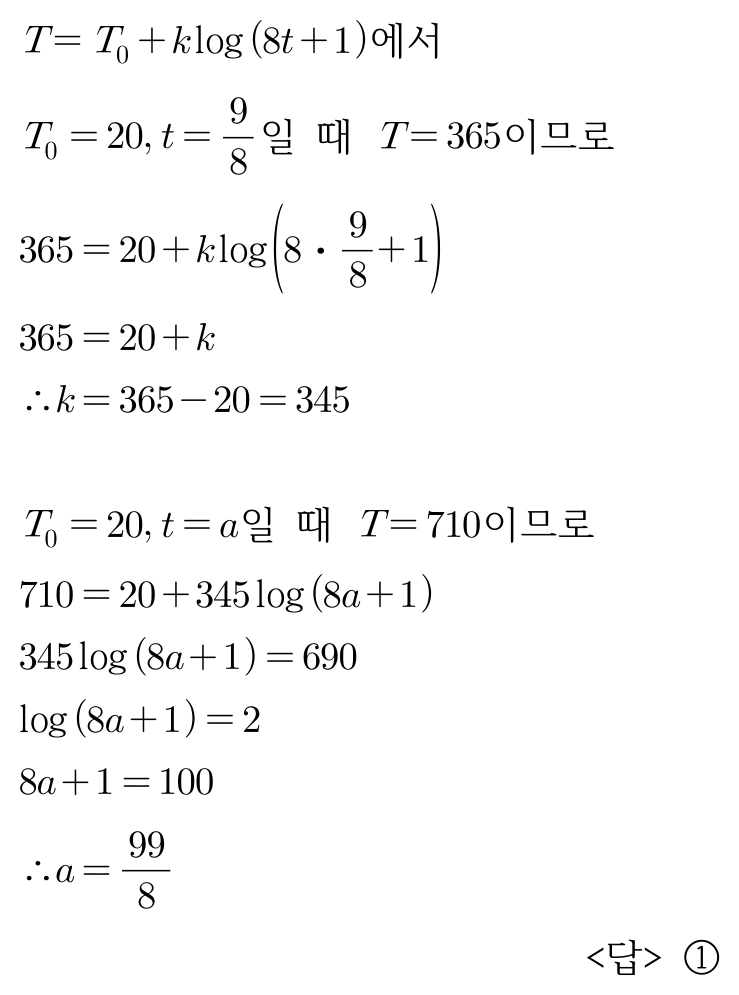 T = T₀ + k log (8t + 1)에서
T₀ = 20, t = 9/8 일 때 T = 365이므로
365 = 20 + k log(8 · 9/8 + 1)
365 = 20 + k
∴ k = 365 − 20 = 345
T₀ = 20, t = a일 때 T = 710이므로
710 = 20 + 345 log (8a + 1)
345 log (8a + 1) = 690
log (8a + 1) = 2
8a + 1 = 100
∴ a = 99/8
<답> ①